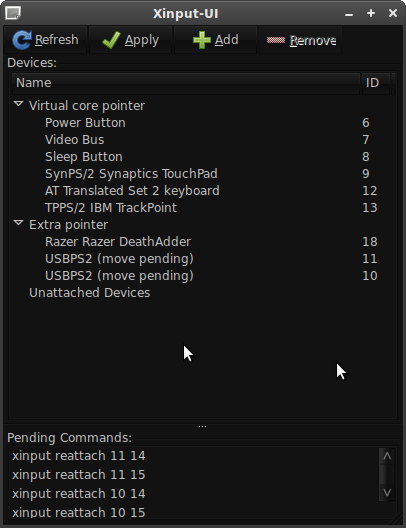 Xinput-UI
Refresh Apply Add Remove
Devices:
Name ID
Virtual core pointer
Power Button 6
Video Bus 7
Sleep Button 8
SynPS/2 Synaptics TouchPad 9
AT Translated Set 2 keyboard 12
TPPS/2 IBM TrackPoint 13
Extra pointer
Razer Razer DeathAdder 18
USBPS2 (move pending) 11
USBPS2 (move pending) 10
Unattached Devices
Pending Commands:
xinput reattach 11 14
xinput reattach 11 15
xinput reattach 10 14
xinput reattach 10 15